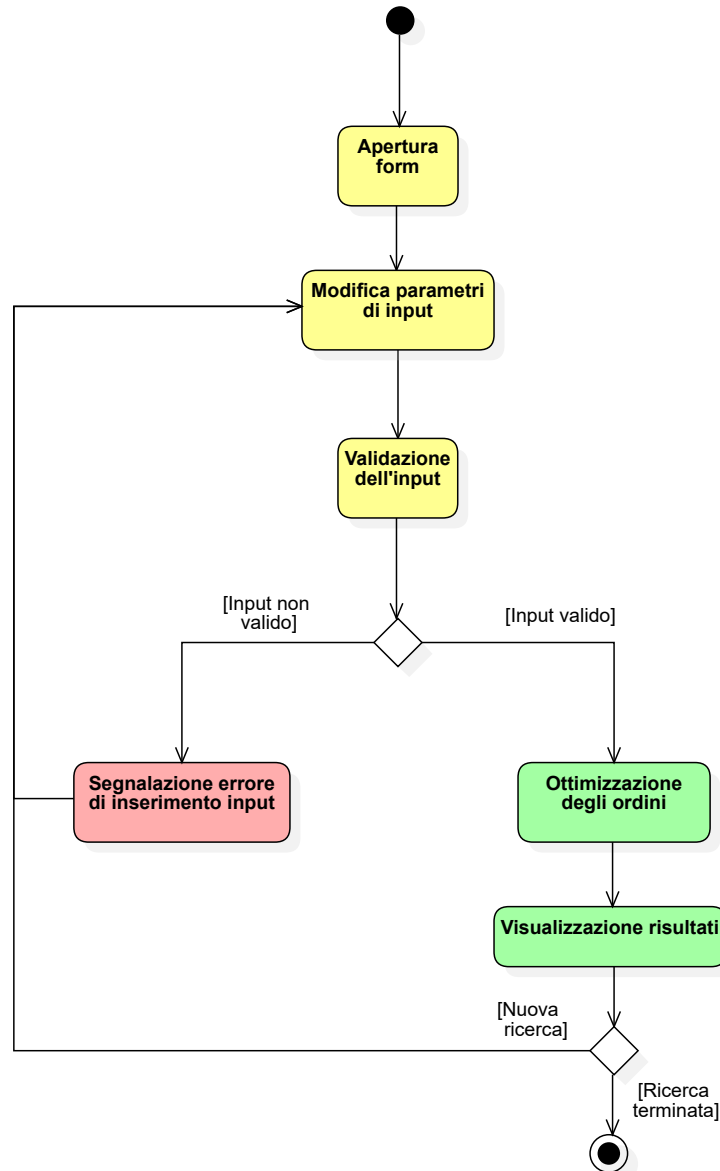 Apertura
form
Modifica parametri
di input
Validazione
dell'input
[Input non
valido]
[Input valido]
Segnalazione errore
di inserimento input
Ottimizzazione
degli ordini
Visualizzazione risultati
[Nuova
ricerca]
[Ricerca
terminata]